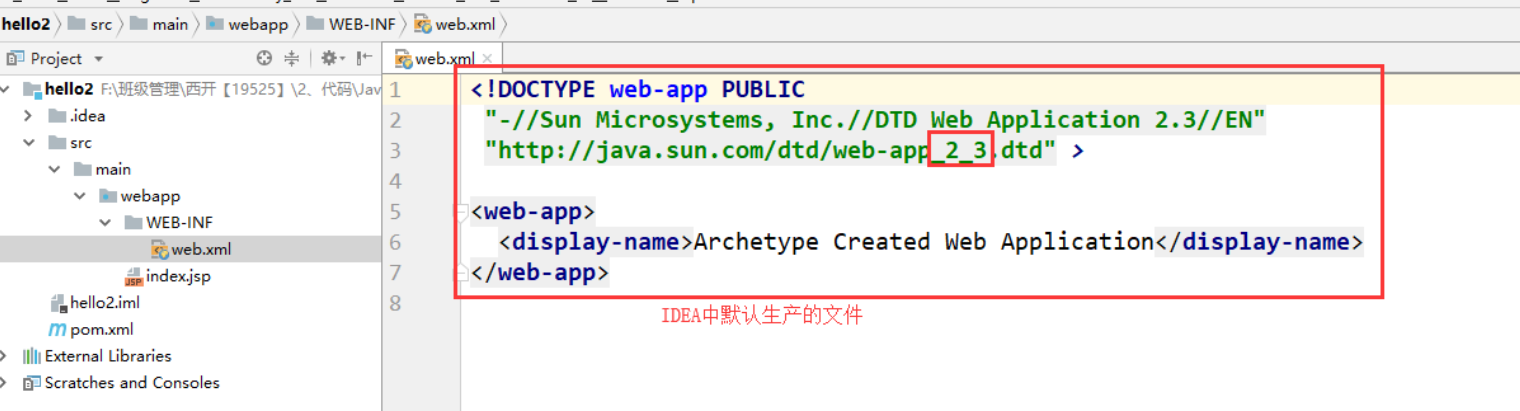 hello2 src main webapp WEB-INF web.xml
Project
web.xml
hello2 F:\班级管理\西开【19525】\2、代码\Jav
.idea
src
main
webapp
WEB-INF
web.xml
index.jsp
hello2.iml
pom.xml
External Libraries
Scratches and Consoles
1 <!DOCTYPE web-app PUBLIC
2 "-//Sun Microsystems, Inc.//DTD Web Application 2.3//EN"
3 "http://java.sun.com/dtd/web-app_2_3.dtd" >
4
5 <web-app>
6 <display-name>Archetype Created Web Application</display-name>
7 </web-app>
8
IDEA中默认生产的文件